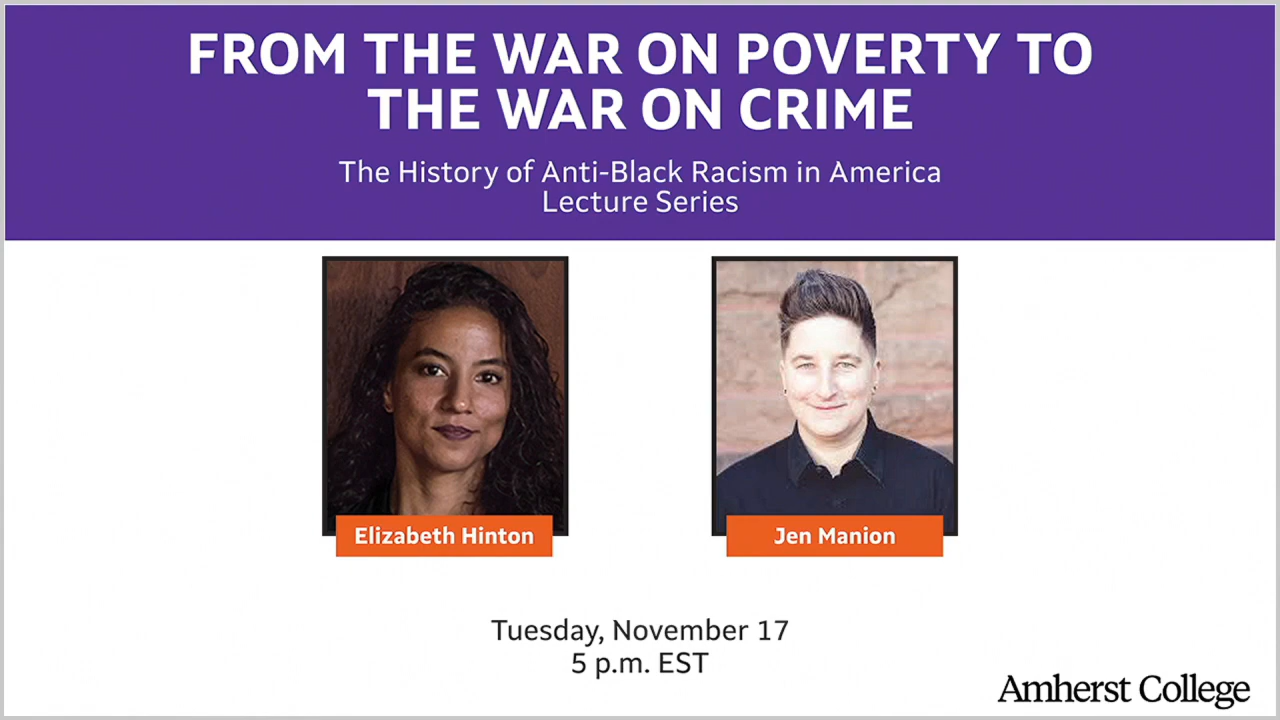 FROM THE WAR ON POVERTY TO
THE WAR ON CRIME
The History of Anti-Black Racism in America
Lecture Series
Elizabeth Hinton
Jen Manion
Tuesday, November 17
5 p.m. EST
Amherst College